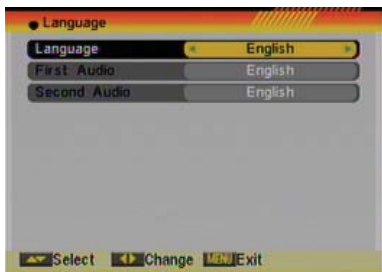 Language
Language English
First Audio English
Second Audio English
Select Change MENU Exit